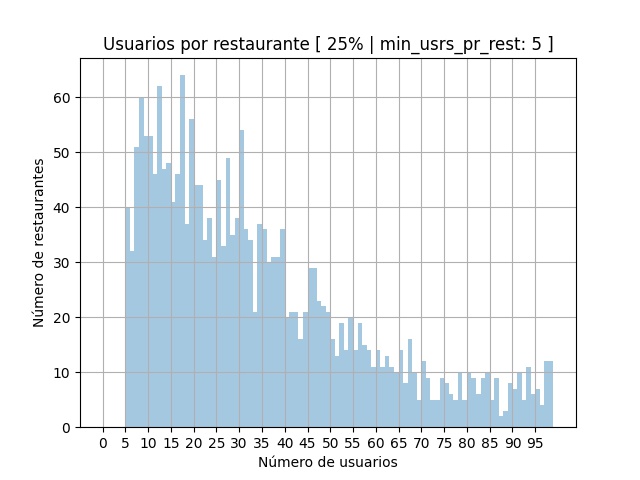 Usuarios por restaurante [ 25% | min_usrs_pr_rest: 5 ]
Número de restaurantes
60
50
40
30
20
10
0
0 5 10 15 20 25 30 35 40 45 50 55 60 65 70 75 80 85 90 95
Número de usuarios